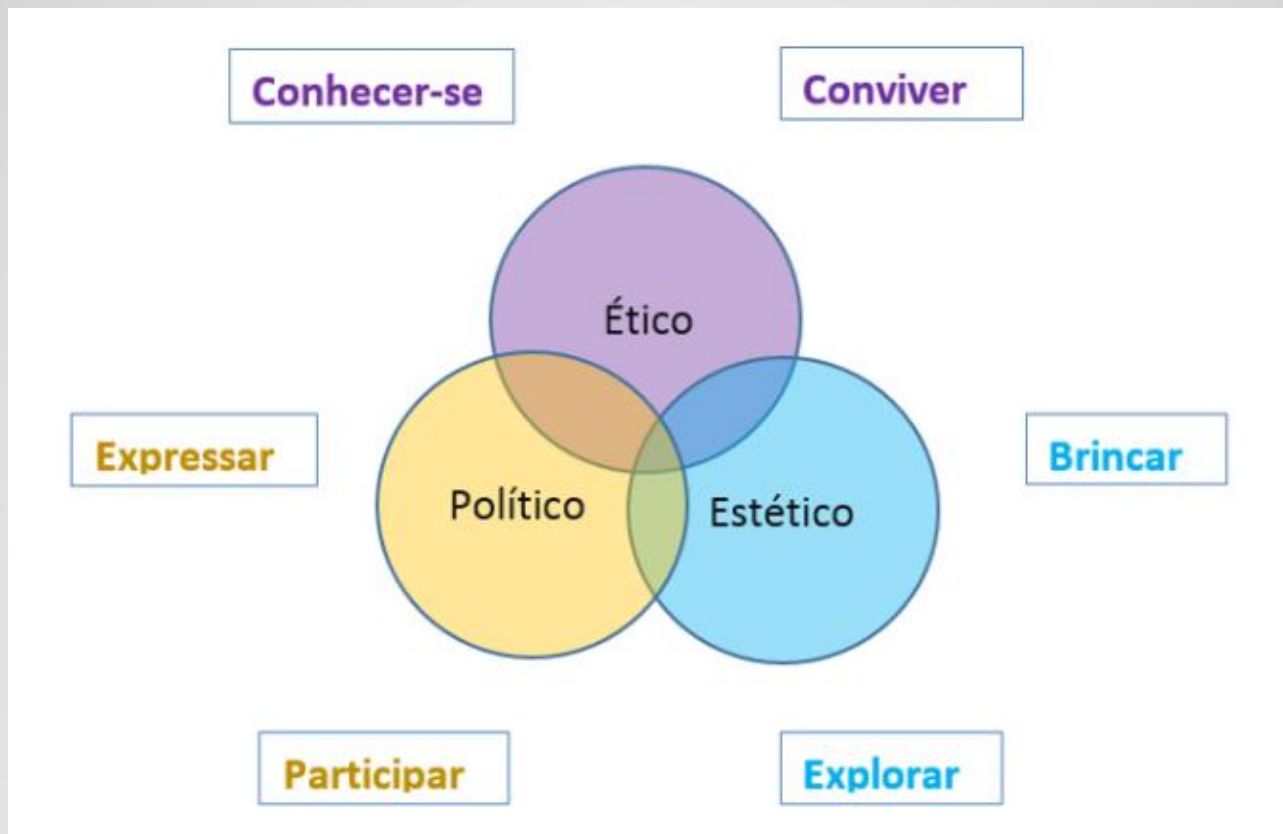 Conhecer-se
Conviver
Ético
Expressar
Brincar
Político
Estético
Participar
Explorar